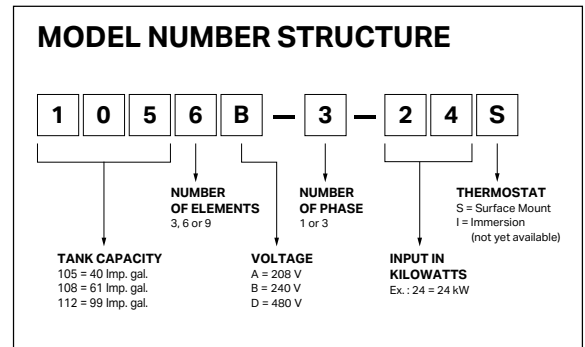 MODEL NUMBER STRUCTURE
1 0 5 6 B – 3 – 2 4 S
NUMBER
OF ELEMENTS
3, 6 or 9
NUMBER
OF PHASE
1 or 3
THERMOSTAT
S = Surface Mount
I = Immersion
(not yet available)
TANK CAPACITY
105 = 40 Imp. gal.
108 = 61 Imp. gal.
112 = 99 Imp. gal.
VOLTAGE
A = 208 V
B = 240 V
D = 480 V
INPUT IN
KILOWATTS
Ex. : 24 = 24 kW